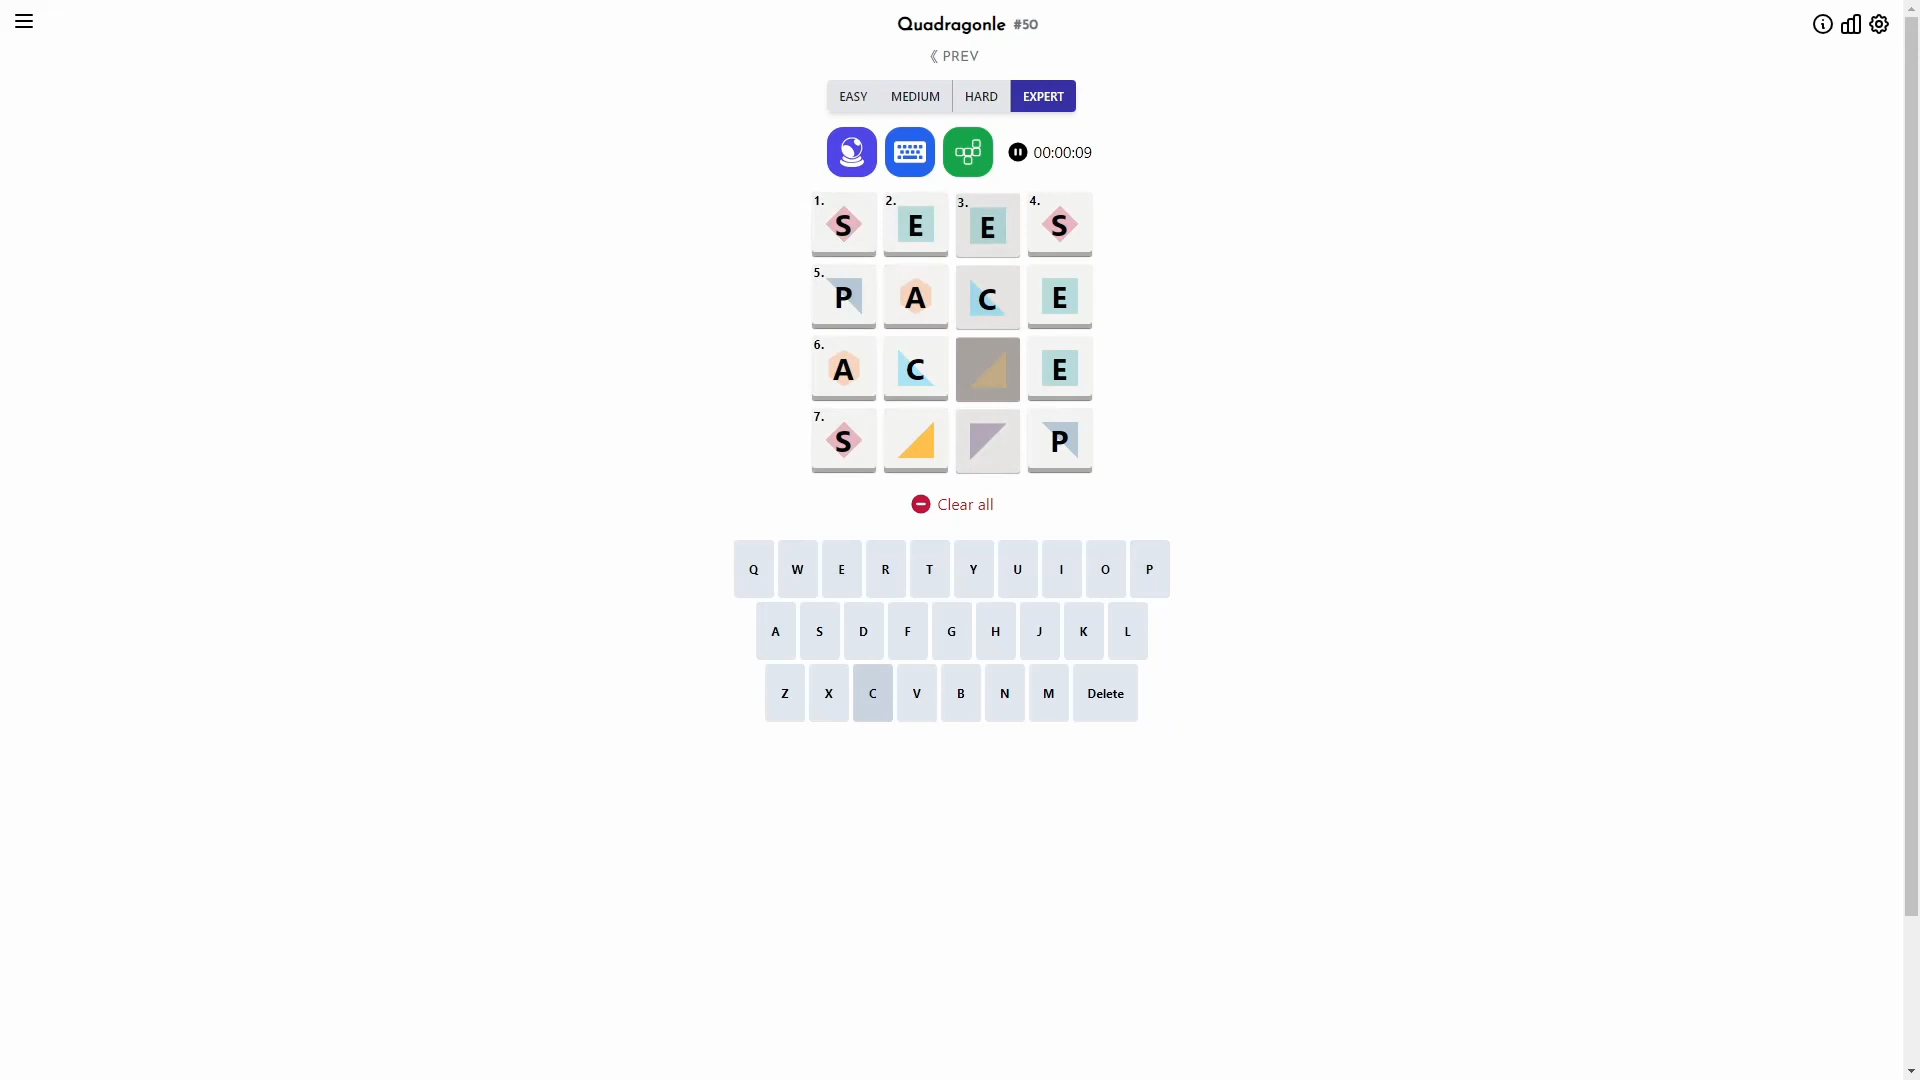 Quadragonle #50
PREV
EASY MEDIUM HARD EXPERT
00:00:09
1. S 2. E 3. E 4. S
5. P A C E
6. A C E
7. S P
Clear all
Q W E R T Y U I O P
A S D F G H J K L
Z X C V B N M Delete